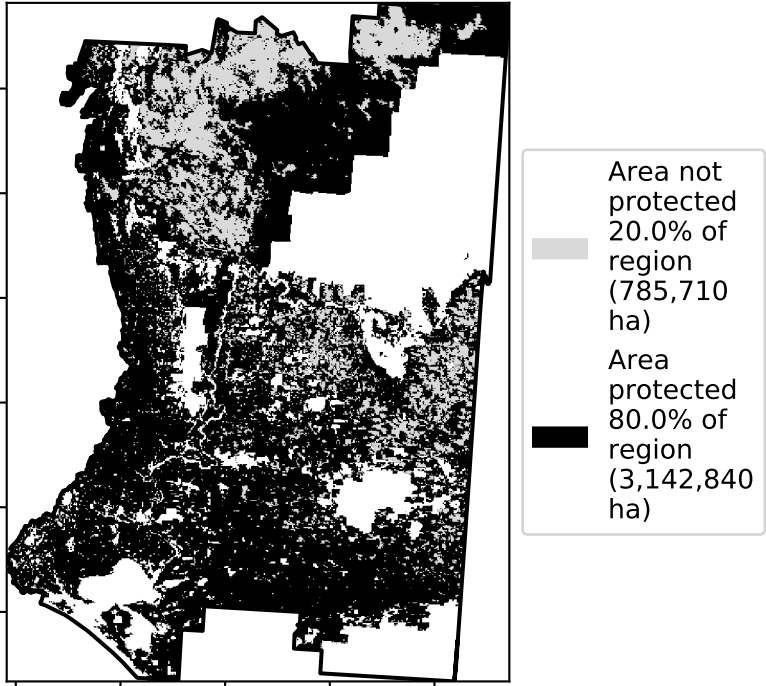 Area not
protected
20.0% of
region
(785,710
ha)
Area
protected
80.0% of
region
(3,142,840
ha)